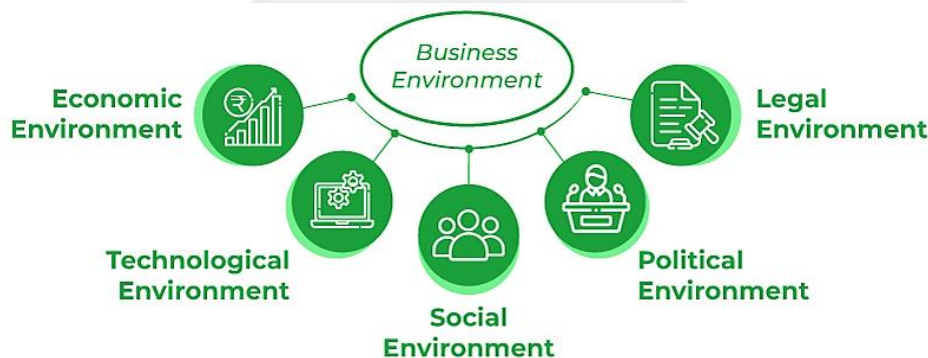 Business
Environment
Economic
Environment
Technological
Environment
Social
Environment
Political
Environment
Legal
Environment
₹